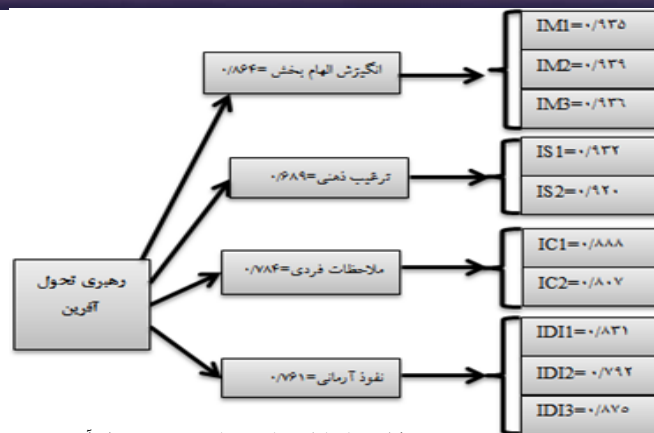 رهبری تحول
آفرین
انگیزش الهام بخش =۰/۸۶۴
ترغیب ذهنی=۰/۶۸۹
ملاحظات فردی=۰/۷۸۴
نفوذ آرمانی=۰/۷۶۱
IM1=۰/۹۳۵
IM2=۰/۹۳۹
IM3=۰/۹۳۶
IS1=۰/۹۳۲
IS2=۰/۹۲۰
IC1=۰/۸۸۸
IC2=۰/۸۰۷
IDI1=۰/۸۳۱
IDI2= ۰/۷۹۲
IDI3=۰/۸۷۵